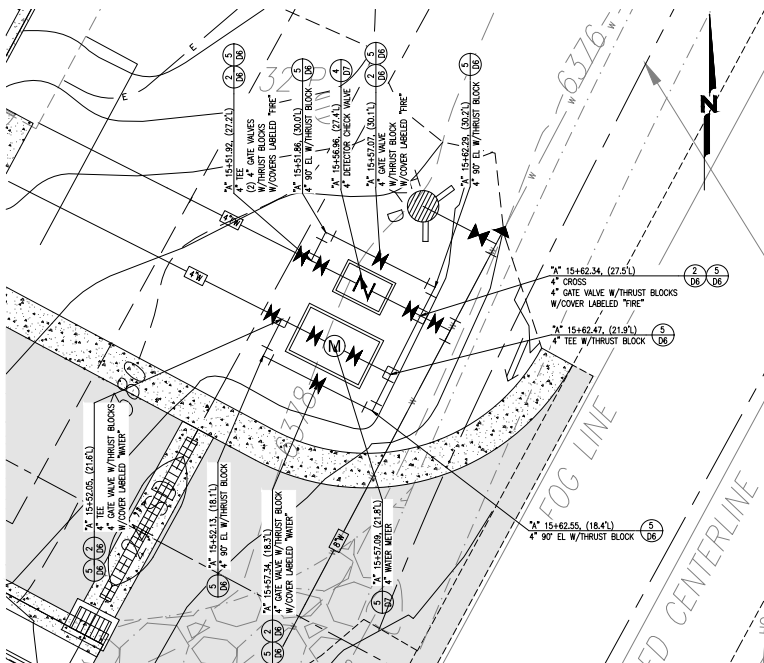 5
D6
2
D6
"A" 15+51.92, (27.2'L)
4" TEE
(2) 4" GATE VALVES
W/THRUST BLOCKS
W/COVERS LABELED "FIRE"
5
D6
"A" 15+51.86, (30.0'L)
4" 90° EL W/THRUST BLOCK
4
D7
"A" 15+56.96, (27.4'L)
4" DETECTOR CHECK VALVE
5
D6
2
D6
"A" 15+57.07, (30.1'L)
4" GATE VALVE
W/THRUST BLOCK
W/COVER LABELED "FIRE"
5
D6
"A" 15+62.29, (30.2'L)
4" 90° EL W/THRUST BLOCK
6376
N
E
E
W
W
4"W
4"W
"A" 15+62.34, (27.5'L)
4" CROSS
4" GATE VALVE W/THRUST BLOCKS
W/COVER LABELED "FIRE"
2
D6
5
D6
"A" 15+62.47, (21.9'L)
4" TEE W/THRUST BLOCK
5
D6
M
6378
"A" 15+52.05, (21.6'L)
4" TEE
4" GATE VALVE W/THRUST BLOCKS
W/COVER LABELED "WATER"
2
D6
5
D6
"A" 15+52.13, (18.1'L)
4" 90° EL W/THRUST BLOCK
5
D6
"A" 15+57.34, (18.3'L)
4" GATE VALVE W/THRUST BLOCK
W/COVER LABELED "WATER"
2
D6
5
D6
"A" 15+57.09, (21.8'L)
4" WATER METER
5
D7
"A" 15+62.55, (18.4'L)
4" 90° EL W/THRUST BLOCK
5
D6
FOG LINE
ED CENTERLINE